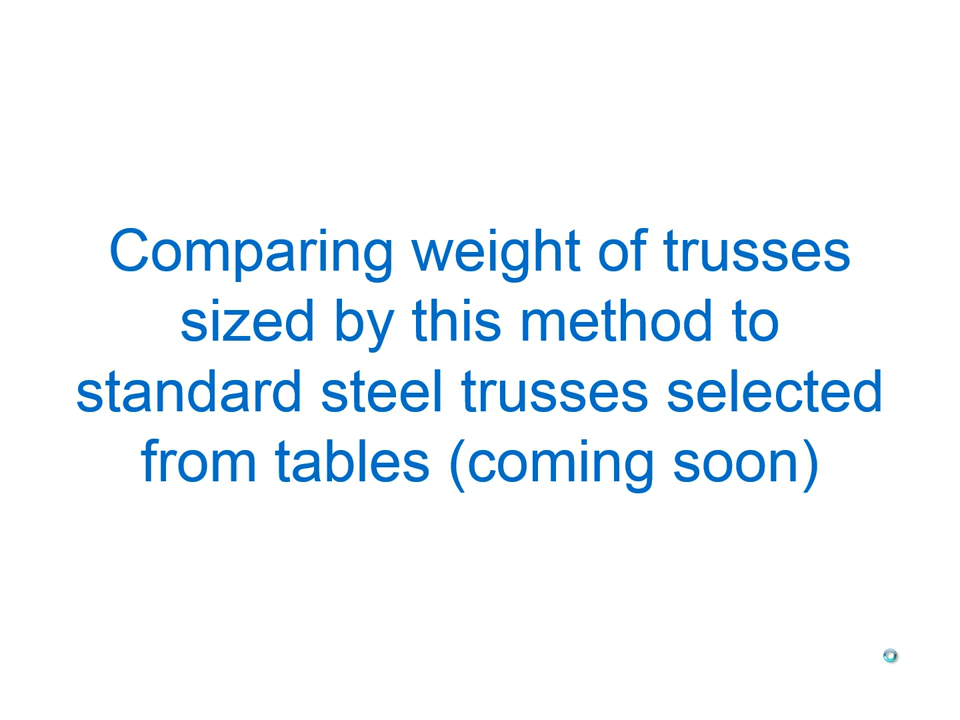 Comparing weight of trusses
sized by this method to
standard steel trusses selected
from tables (coming soon)